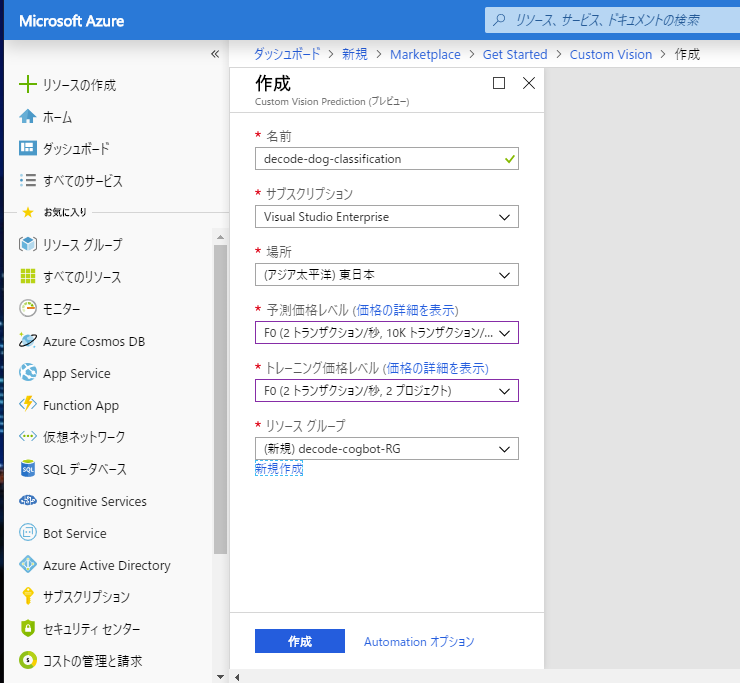 Microsoft Azure
リソース、サービス、ドキュメントの検索
«
ダッシュボード > 新規 > Marketplace > Get Started > Custom Vision > 作成
リソースの作成
ホーム
ダッシュボード
すべてのサービス
お気に入り
リソース グループ
すべてのリソース
モニター
Azure Cosmos DB
App Service
Function App
仮想ネットワーク
SQL データベース
Cognitive Services
Bot Service
Azure Active Directory
サブスクリプション
セキュリティ センター
コストの管理と請求
作成
Custom Vision Prediction (プレビュー)
* 名前
decode-dog-classification
* サブスクリプション
Visual Studio Enterprise
* 場所
(アジア太平洋) 東日本
* 予測価格レベル (価格の詳細を表示)
F0 (2 トランザクション/秒, 10K トランザクション/...
* トレーニング価格レベル (価格の詳細を表示)
F0 (2 トランザクション/秒, 2 プロジェクト)
* リソース グループ
(新規) decode-cogbot-RG
新規作成
作成 Automation オプション